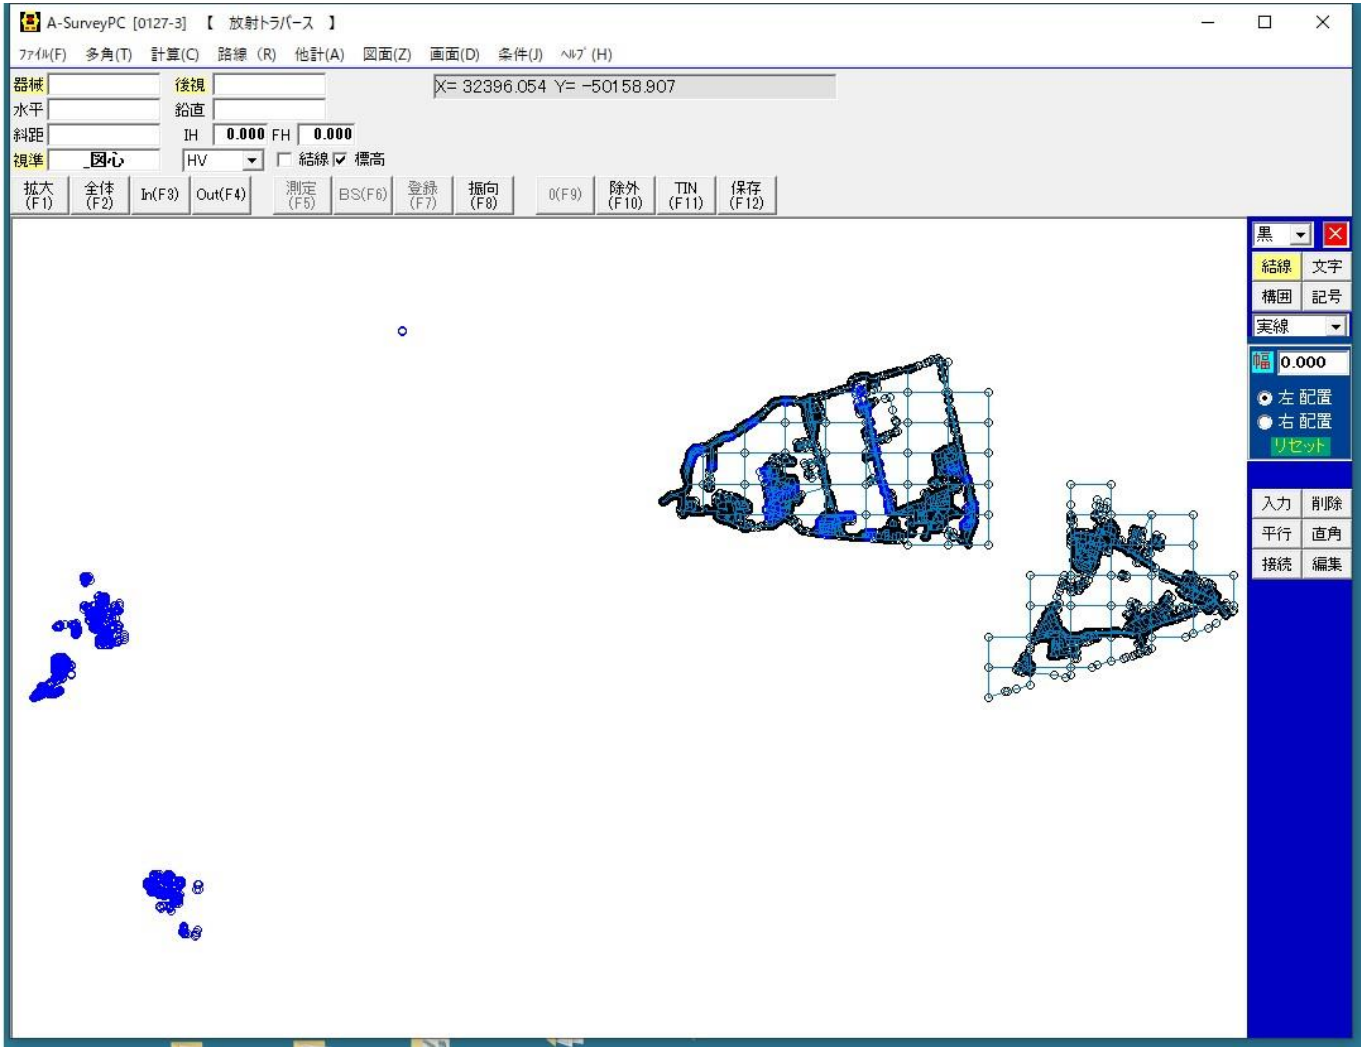 A-SurveyPC [0127-3] 【 放射トラバース 】
ファイル(F) 多角(T) 計算(C) 路線 (R) 他計(A) 図面(Z) 画面(D) 条件(J) ヘルプ(H)
器械 後視 X= 32396.054 Y= -50158.907
水平 鉛直
斜距 IH 0.000 FH 0.000
視準 _図心 HV 結線 標高
拡大(F1) 全体(F2) In(F3) Out(F4) 測定(F5) BS(F6) 登録(F7) 振向(F8) 0(F9) 除外(F10) TIN(F11) 保存(F12)
黒
結線 文字
構囲 記号
実線
幅 0.000
左配置
右配置
リセット
入力 削除
平行 直角
接続 編集